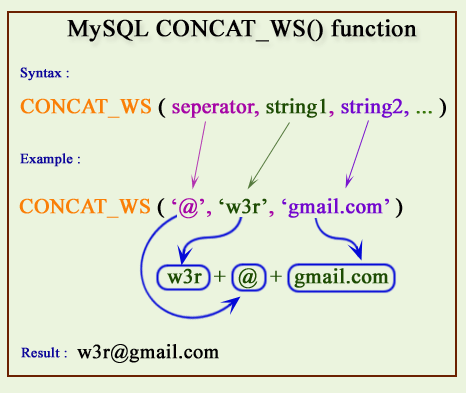 MySQL CONCAT_WS() function
Syntax :
CONCAT_WS ( seperator, string1, string2, ... )
Example :
CONCAT_WS ( ‘@’, ‘w3r’, ‘gmail.com’ )
w3r + @ + gmail.com
Result : w3r@gmail.com